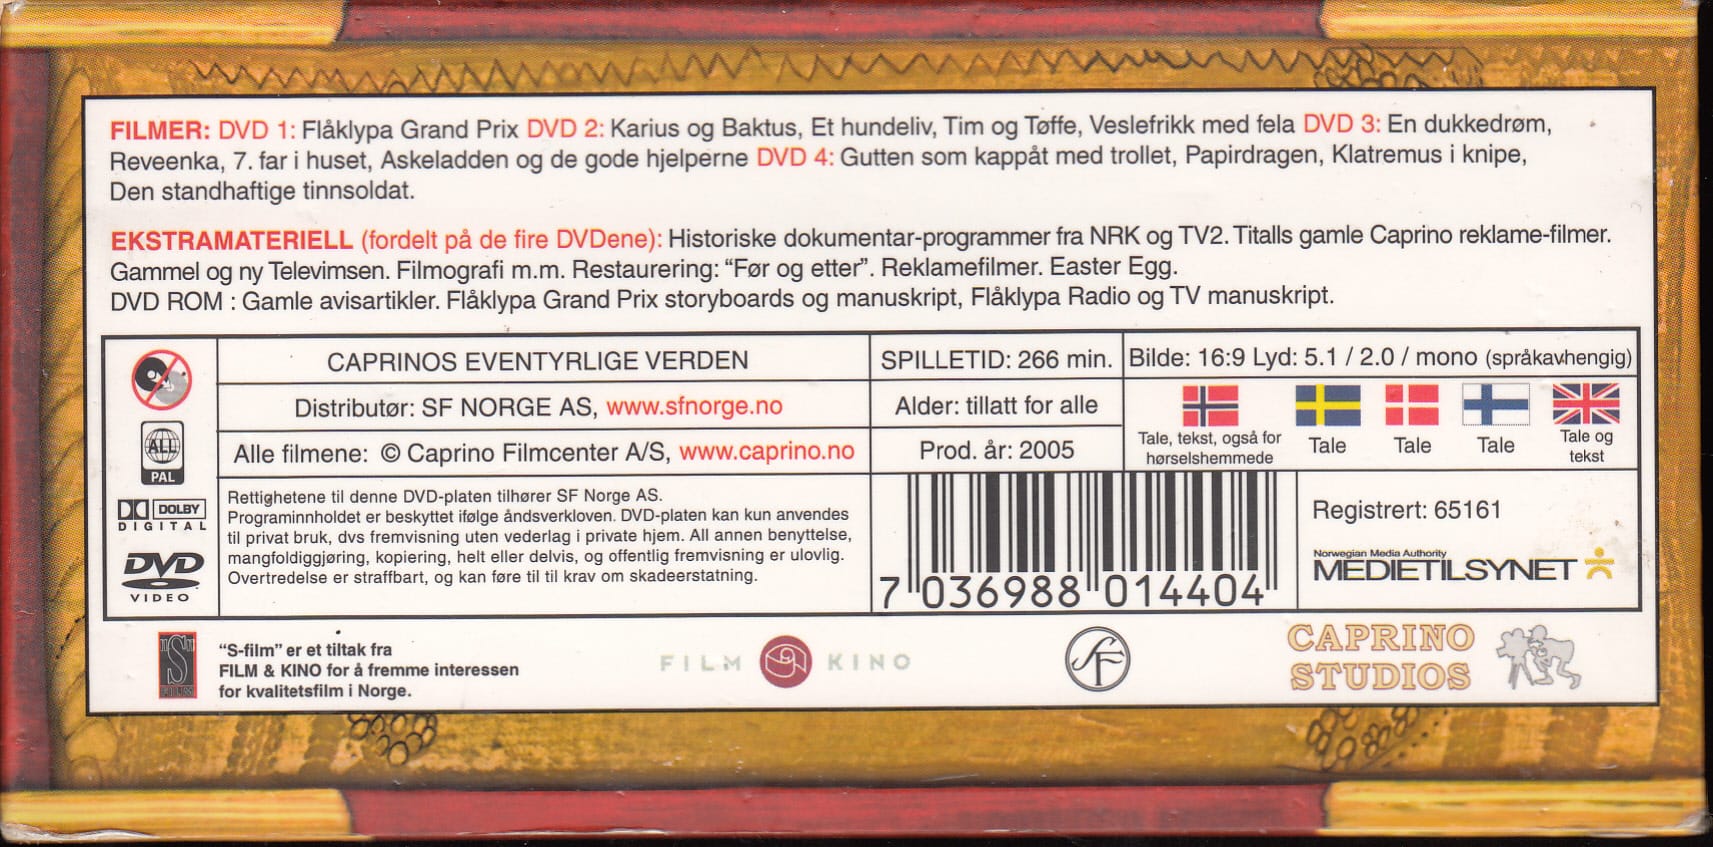 FILMER: DVD 1: Flåklypa Grand Prix DVD 2: Karius og Baktus, Et hundeliv, Tim og Tøffe, Veslefrikk med fela DVD 3: En dukkedrøm,
Reveenka, 7. far i huset, Askeladden og de gode hjelperne DVD 4: Gutten som kappåt med trollet, Papirdragen, Klatremus i knipe,
Den standhaftige tinnsoldat.
EKSTRAMATERIELL (fordelt på de fire DVDene): Historiske dokumentar-programmer fra NRK og TV2. Titalls gamle Caprino reklame-filmer.
Gammel og ny Televimsen. Filmografi m.m. Restaurering: “Før og etter”. Reklamefilmer. Easter Egg.
DVD ROM : Gamle avisartikler. Flåklypa Grand Prix storyboards og manuskript, Flåklypa Radio og TV manuskript.
CAPRINOS EVENTYRLIGE VERDEN
Distributør: SF NORGE AS, www.sfnorge.no
Alle filmene: © Caprino Filmcenter A/S, www.caprino.no
SPILLETID: 266 min.
Alder: tillatt for alle
Prod. år: 2005
Bilde: 16:9 Lyd: 5.1 / 2.0 / mono (språkavhengig)
Tale, tekst, også for
hørselshemmede
Tale
Tale
Tale
Tale og
tekst
ALL
PAL
DOLBY
DIGITAL
DVD
VIDEO
Rettighetene til denne DVD-platen tilhører SF Norge AS.
Programinnholdet er beskyttet ifølge åndsverkloven. DVD-platen kan kun anvendes
til privat bruk, dvs fremvisning uten vederlag i private hjem. All annen benyttelse,
mangfoldiggjøring, kopiering, helt eller delvis, og offentlig fremvisning er ulovlig.
Overtredelse er straffbart, og kan føre til til krav om skadeerstatning.
7 036988 014404
Registrert: 65161
Norwegian Media Authority
MEDIETILSYNET
S
FILM
“S-film” er et tiltak fra
FILM & KINO for å fremme interessen
for kvalitetsfilm i Norge.
FILM KINO
SF
CAPRINO
STUDIOS